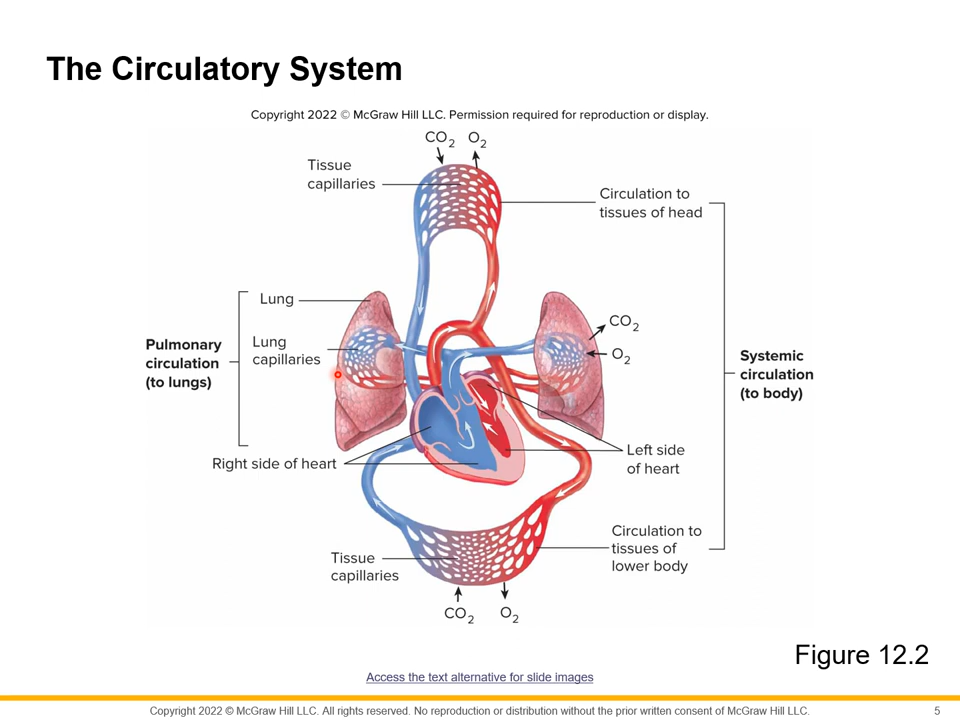 The Circulatory System
Copyright 2022 © McGraw Hill LLC. Permission required for reproduction or display.
CO2 O2
Tissue
capillaries
Circulation to
tissues of head
Lung
Lung
capillaries
Pulmonary
circulation
(to lungs)
CO2
O2
Systemic
circulation
(to body)
Right side of heart
Left side
of heart
Circulation to
tissues of
lower body
Tissue
capillaries
CO2 O2
Figure 12.2
Access the text alternative for slide images
Copyright 2022 © McGraw Hill LLC. All rights reserved. No reproduction or distribution without the prior written consent of McGraw Hill LLC.
5